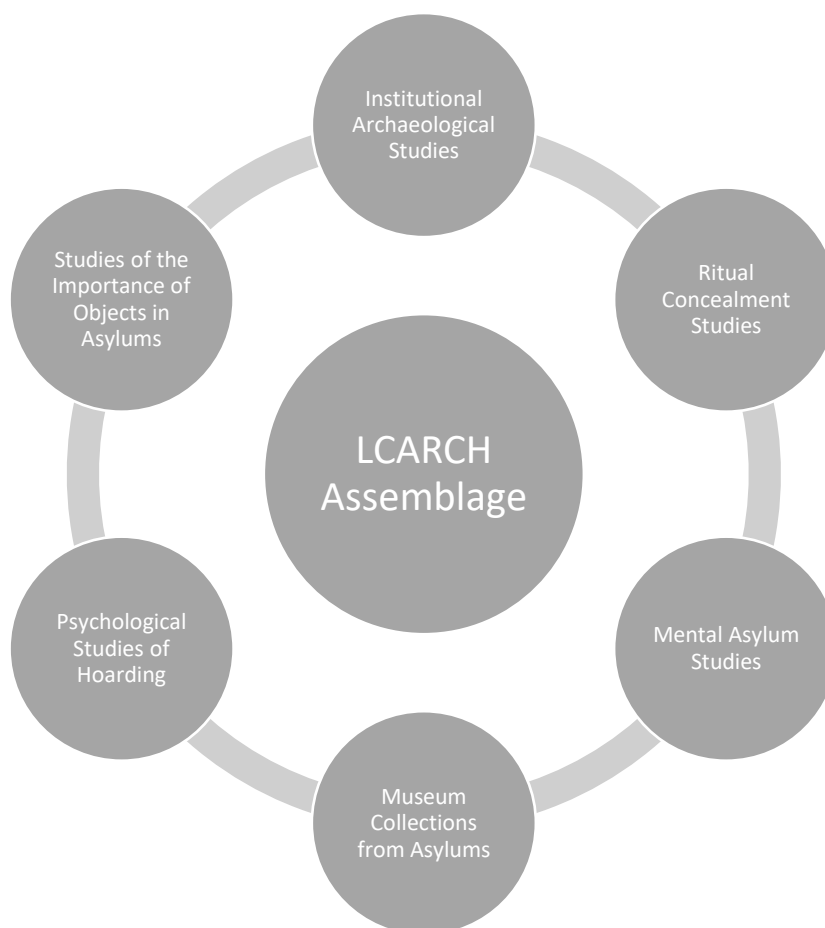 Institutional
Archaeological
Studies
Studies of the
Importance of
Objects in
Asylums
Ritual
Concealment
Studies
LCARCH
Assemblage
Psychological
Studies of
Hoarding
Mental Asylum
Studies
Museum
Collections
from Asylums